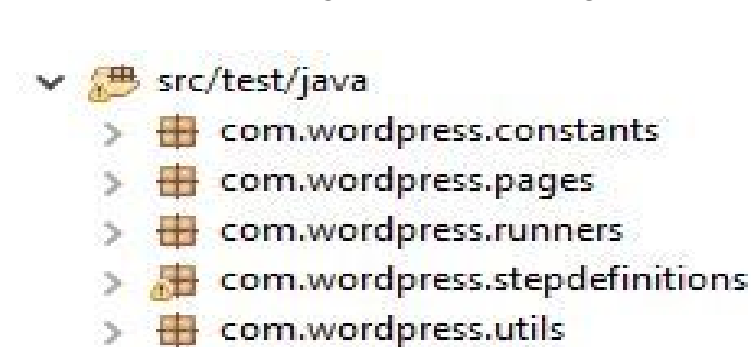 src/test/java
com.wordpress.constants
com.wordpress.pages
com.wordpress.runners
com.wordpress.stepdefinitions
com.wordpress.utils